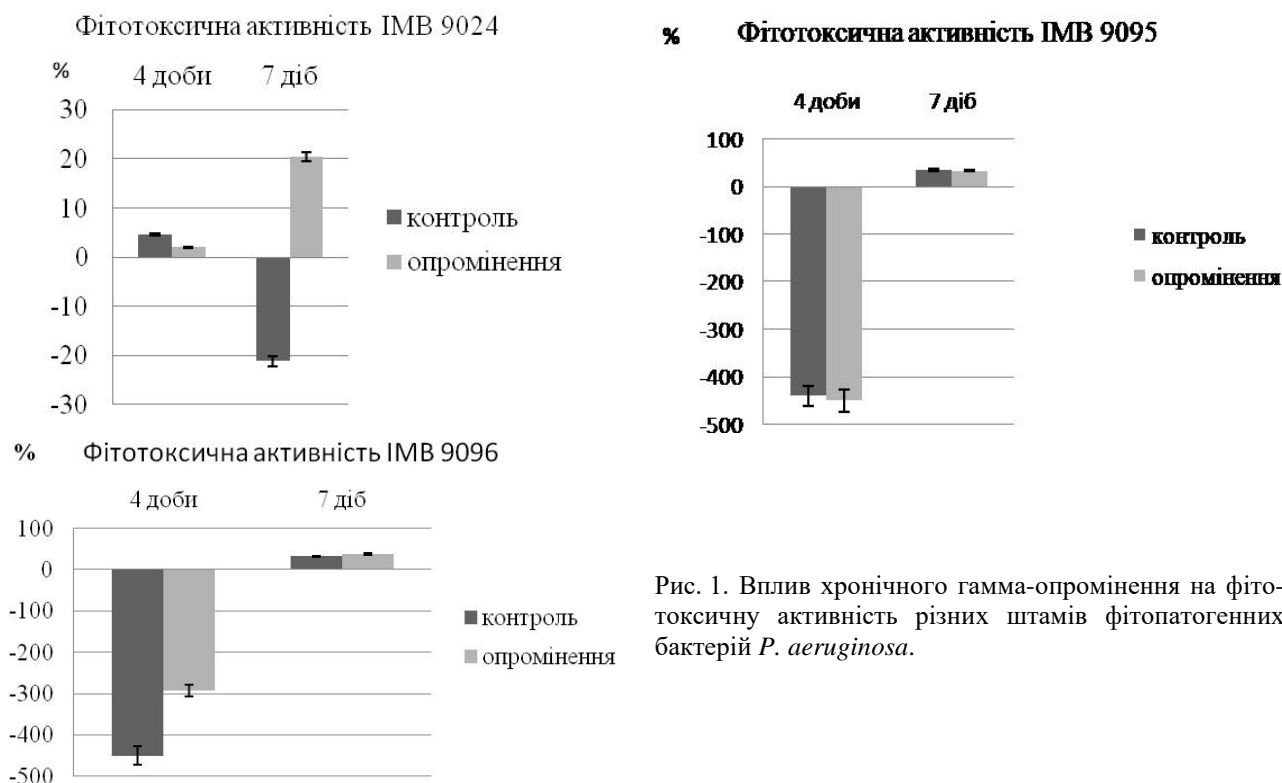 Фітотоксична активність ІМВ 9024
%
4 доби 7 діб
30
20
10
0
-10
-20
-30
контроль
опромінення
% Фітотоксична активність ІМВ 9095
4 доби 7 діб
100
0
-100
-200
-300
-400
-500
контроль
опромінення
% Фітотоксична активність ІМВ 9096
4 доби 7 діб
100
0
-100
-200
-300
-400
-500
контроль
опромінення
Рис. 1. Вплив хронічного гамма-опромінення на фіто-
токсичну активність різних штамів фітопатогенних
бактерій P. aeruginosa.